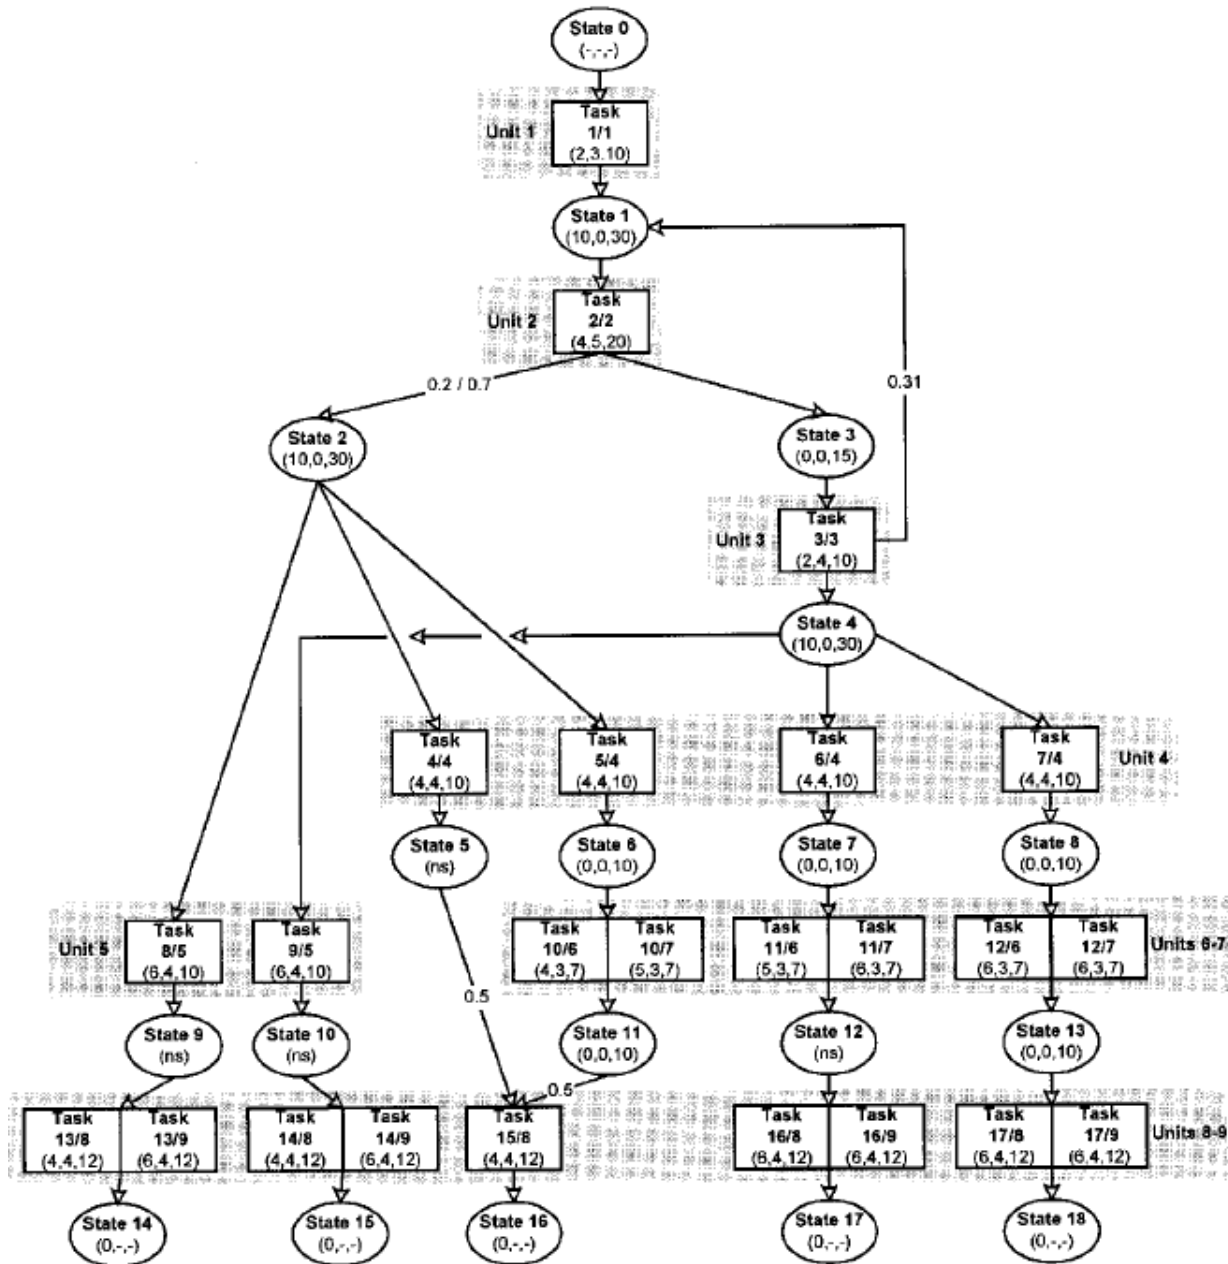 State 0
(-,-,-)
Unit 1
Task
1/1
(2,3.10)
State 1
(10,0,30)
Unit 2
Task
2/2
(4,5,20)
0.2 / 0.7
0.31
State 2
(10,0,30)
State 3
(0,0,15)
Unit 3
Task
3/3
(2,4,10)
State 4
(10,0,30)
Task
4/4
(4,4,10)
Task
5/4
(4,4,10)
Task
6/4
(4,4,10)
Task
7/4
(4,4,10)
Unit 4
State 5
(ns)
State 6
(0,0,10)
State 7
(0,0,10)
State 8
(0,0,10)
Unit 5
Task
8/5
(6,4,10)
Task
9/5
(6,4,10)
Task
10/6
(4,3,7)
Task
10/7
(5,3,7)
Task
11/6
(5,3,7)
Task
11/7
(6,3,7)
Task
12/6
(6,3,7)
Task
12/7
(6,3,7)
Units 6-7
0.5
State 9
(ns)
State 10
(ns)
State 11
(0,0,10)
State 12
(ns)
State 13
(0,0,10)
0.5
Task
13/8
(4,4,12)
Task
13/9
(6,4,12)
Task
14/8
(4,4,12)
Task
14/9
(6,4,12)
Task
15/8
(4,4,12)
Task
16/8
(6,4,12)
Task
16/9
(6,4,12)
Task
17/8
(6,4,12)
Task
17/9
(6,4,12)
Units 8-9
State 14
(0,-,-)
State 15
(0,-,-)
State 16
(0,-,-)
State 17
(0,-,-)
State 18
(0,-,-)